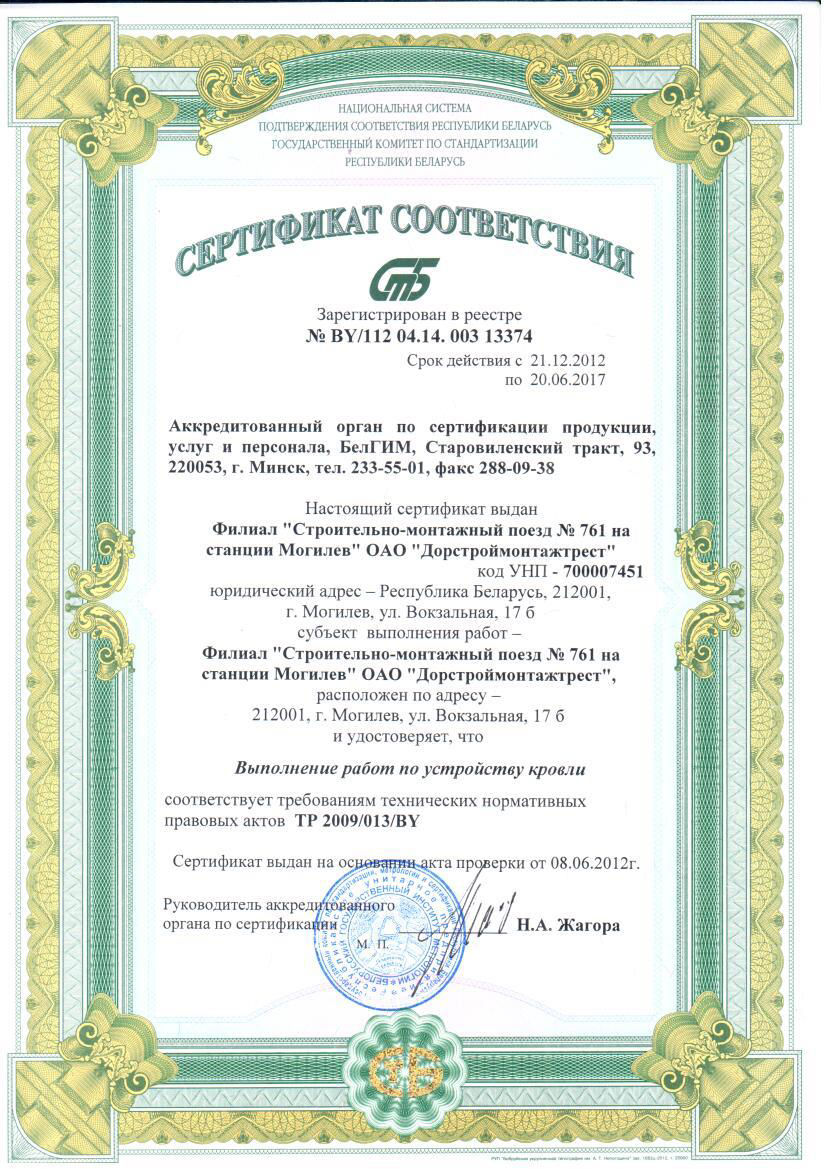 НАЦИОНАЛЬНАЯ СИСТЕМА
ПОДТВЕРЖДЕНИЯ СООТВЕТСТВИЯ РЕСПУБЛИКИ БЕЛАРУСЬ
ГОСУДАРСТВЕННЫЙ КОМИТЕТ ПО СТАНДАРТИЗАЦИИ
РЕСПУБЛИКИ БЕЛАРУСЬ
СЕРТИФИКАТ СООТВЕТСТВИЯ
СТБ
Зарегистрирован в реестре
№ BY/112 04.14. 003 13374
Срок действия с 21.12.2012
по 20.06.2017
Аккредитованный орган по сертификации продукции,
услуг и персонала, БелГИМ, Старовиленский тракт, 93,
220053, г. Минск, тел. 233-55-01, факс 288-09-38
Настоящий сертификат выдан
Филиал "Строительно-монтажный поезд № 761 на
станции Могилев" ОАО "Дорстроймонтажтрест"
код УНП - 700007451
юридический адрес – Республика Беларусь, 212001,
г. Могилев, ул. Вокзальная, 17 б
субъект выполнения работ –
Филиал "Строительно-монтажный поезд № 761 на
станции Могилев" ОАО "Дорстроймонтажтрест",
расположен по адресу –
212001, г. Могилев, ул. Вокзальная, 17 б
и удостоверяет, что
Выполнение работ по устройству кровли
соответствует требованиям технических нормативных
правовых актов ТР 2009/013/BY
Сертификат выдан на основании акта проверки от 08.06.2012г.
Руководитель аккредитованного
органа по сертификации
М. П.
Н.А. Жагора
БЕЛОРУССКИЙ ГОСУДАРСТВЕННЫЙ ИНСТИТУТ МЕТРОЛОГИИ